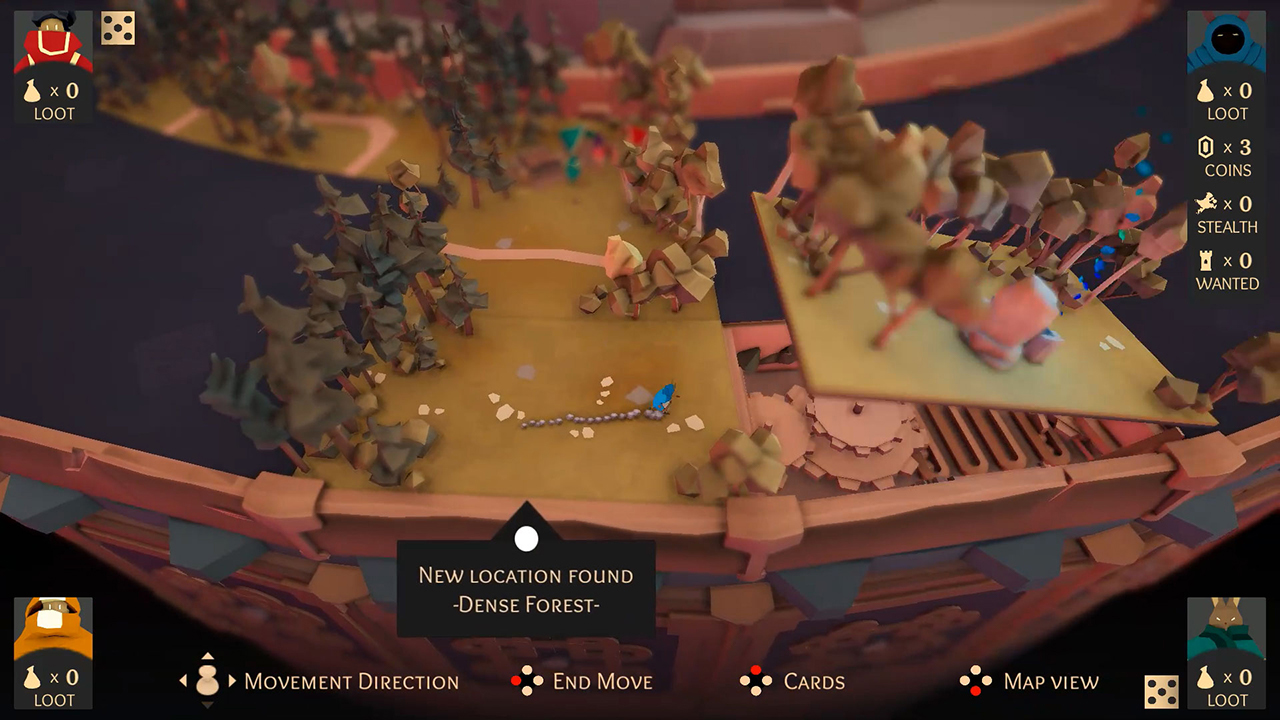 x 0
LOOT
x 0
LOOT
x 3
COINS
x 0
STEALTH
x 0
WANTED
NEW LOCATION FOUND
-DENSE FOREST-
x 0
LOOT
MOVEMENT DIRECTION
END MOVE
CARDS
MAP VIEW
x 0
LOOT